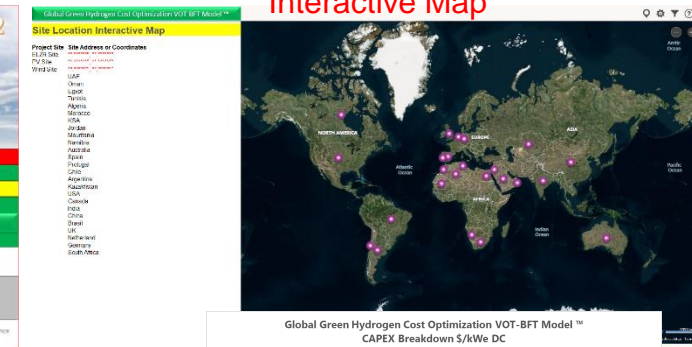 Interactive Map
Global Green Hydrogen Cost Optimization VOT BFT Model ™
Site Location Interactive Map
Project Site Site Address or Coordinates
ELZR Site
PV Site
Wind Site
UAE
Oman
Egypt
Tunisia
Algeria
Morocco
KSA
Jordan
Mauritania
Namibia
Australia
Spain
Protugal
Chile
Argentina
Kazakhstan
USA
Canada
India
China
Brasil
UK
Netherland
Germany
South Africa
Arctic
Ocean
NORTH AMERICA
EUROPE
ASIA
Atlantic
Ocean
Pacific
Ocean
AFRICA
Indian
Ocean
Global Green Hydrogen Cost Optimization VOT-BFT Model ™
CAPEX Breakdown $/kWe DC